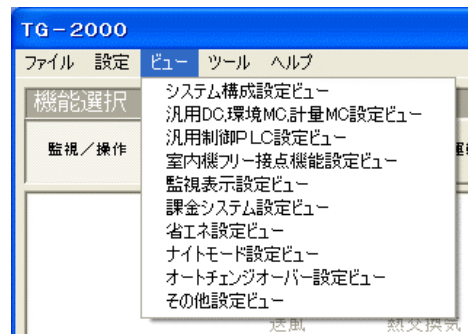 TG-2000
ファイル 設定 ビュー ツール ヘルプ
機能選択
監視／操作
システム構成設定ビュー
汎用DC,環境MC,計量MC設定ビュー
汎用制御PLC設定ビュー
室内機フリー接点機能設定ビュー
監視表示設定ビュー
課金システム設定ビュー
省エネ設定ビュー
ナイトモード設定ビュー
オートチェンジオーバー設定ビュー
その他設定ビュー
送風 熱交換気